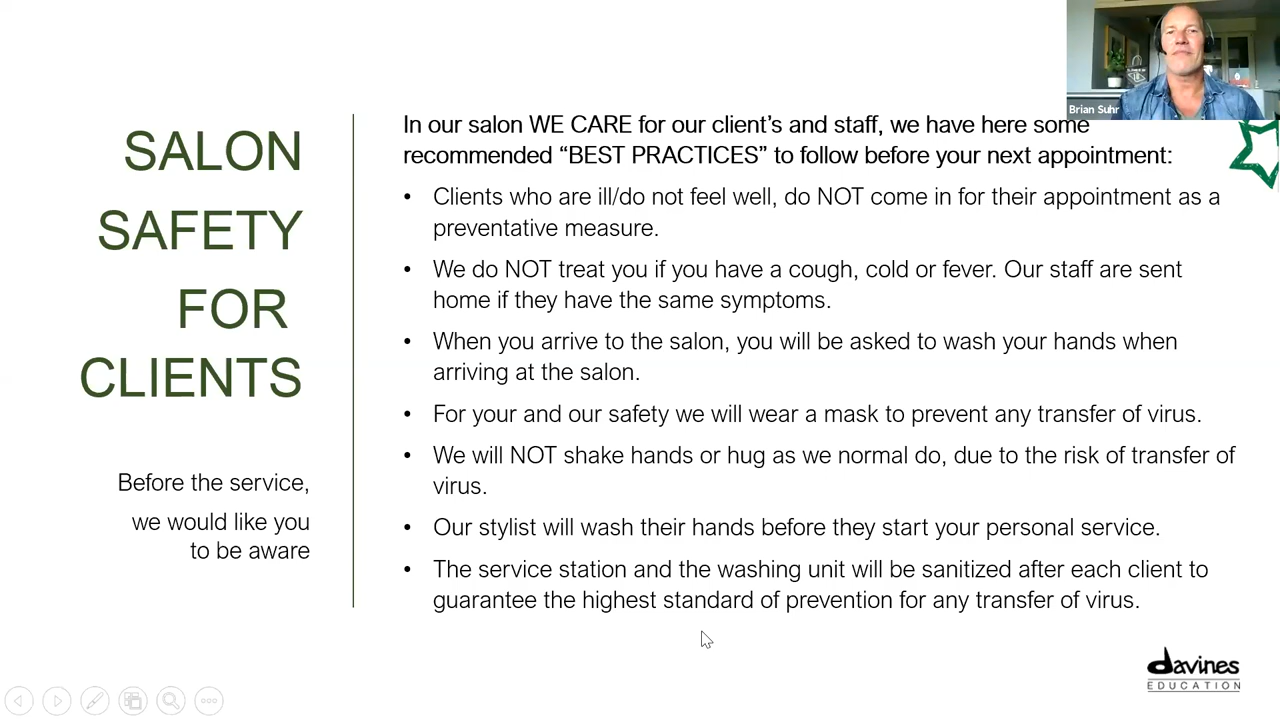 Brian Suhr
SALON
SAFETY
FOR
CLIENTS
Before the service,
we would like you
to be aware
In our salon WE CARE for our client's and staff, we have here some
recommended “BEST PRACTICES” to follow before your next appointment:
• Clients who are ill/do not feel well, do NOT come in for their appointment as a
preventative measure.
• We do NOT treat you if you have a cough, cold or fever. Our staff are sent
home if they have the same symptoms.
• When you arrive to the salon, you will be asked to wash your hands when
arriving at the salon.
• For your and our safety we will wear a mask to prevent any transfer of virus.
• We will NOT shake hands or hug as we normal do, due to the risk of transfer of
virus.
• Our stylist will wash their hands before they start your personal service.
• The service station and the washing unit will be sanitized after each client to
guarantee the highest standard of prevention for any transfer of virus.
davines
EDUCATION